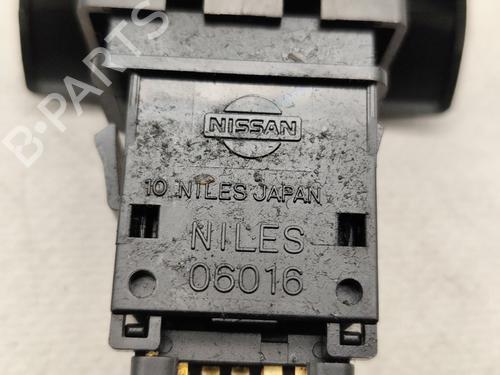 B-PARTS
NISSAN
10 NILES JAPAN
NILES
06016